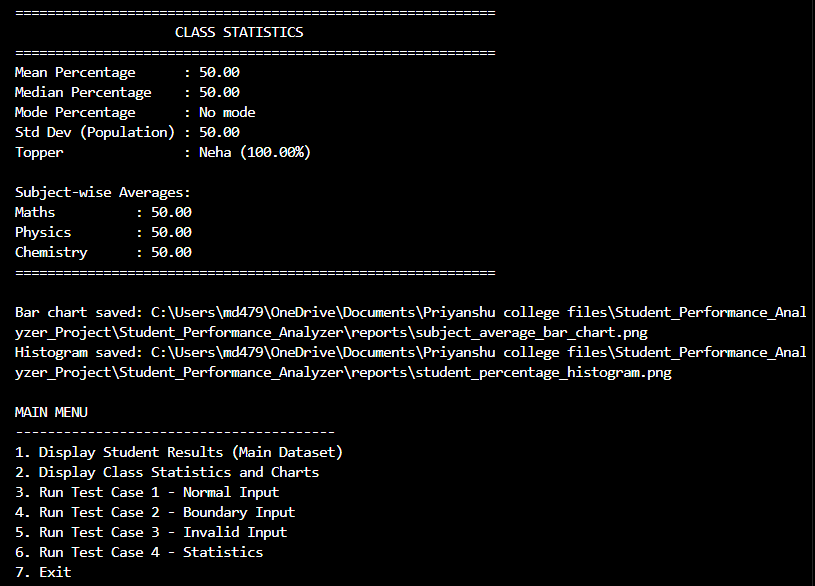 ============================================================
CLASS STATISTICS
============================================================
Mean Percentage      : 50.00
Median Percentage    : 50.00
Mode Percentage      : No mode
Std Dev (Population) : 50.00
Topper               : Neha (100.00%)
Subject-wise Averages:
Maths          : 50.00
Physics        : 50.00
Chemistry      : 50.00
============================================================
Bar chart saved: C:\Users\md479\OneDrive\Documents\Priyanshu college files\Student_Performance_Anal
yzer_Project\Student_Performance_Analyzer\reports\subject_average_bar_chart.png
Histogram saved: C:\Users\md479\OneDrive\Documents\Priyanshu college files\Student_Performance_Anal
yzer_Project\Student_Performance_Analyzer\reports\student_percentage_histogram.png
MAIN MENU
----------------------------------------
1. Display Student Results (Main Dataset)
2. Display Class Statistics and Charts
3. Run Test Case 1 - Normal Input
4. Run Test Case 2 - Boundary Input
5. Run Test Case 3 - Invalid Input
6. Run Test Case 4 - Statistics
7. Exit